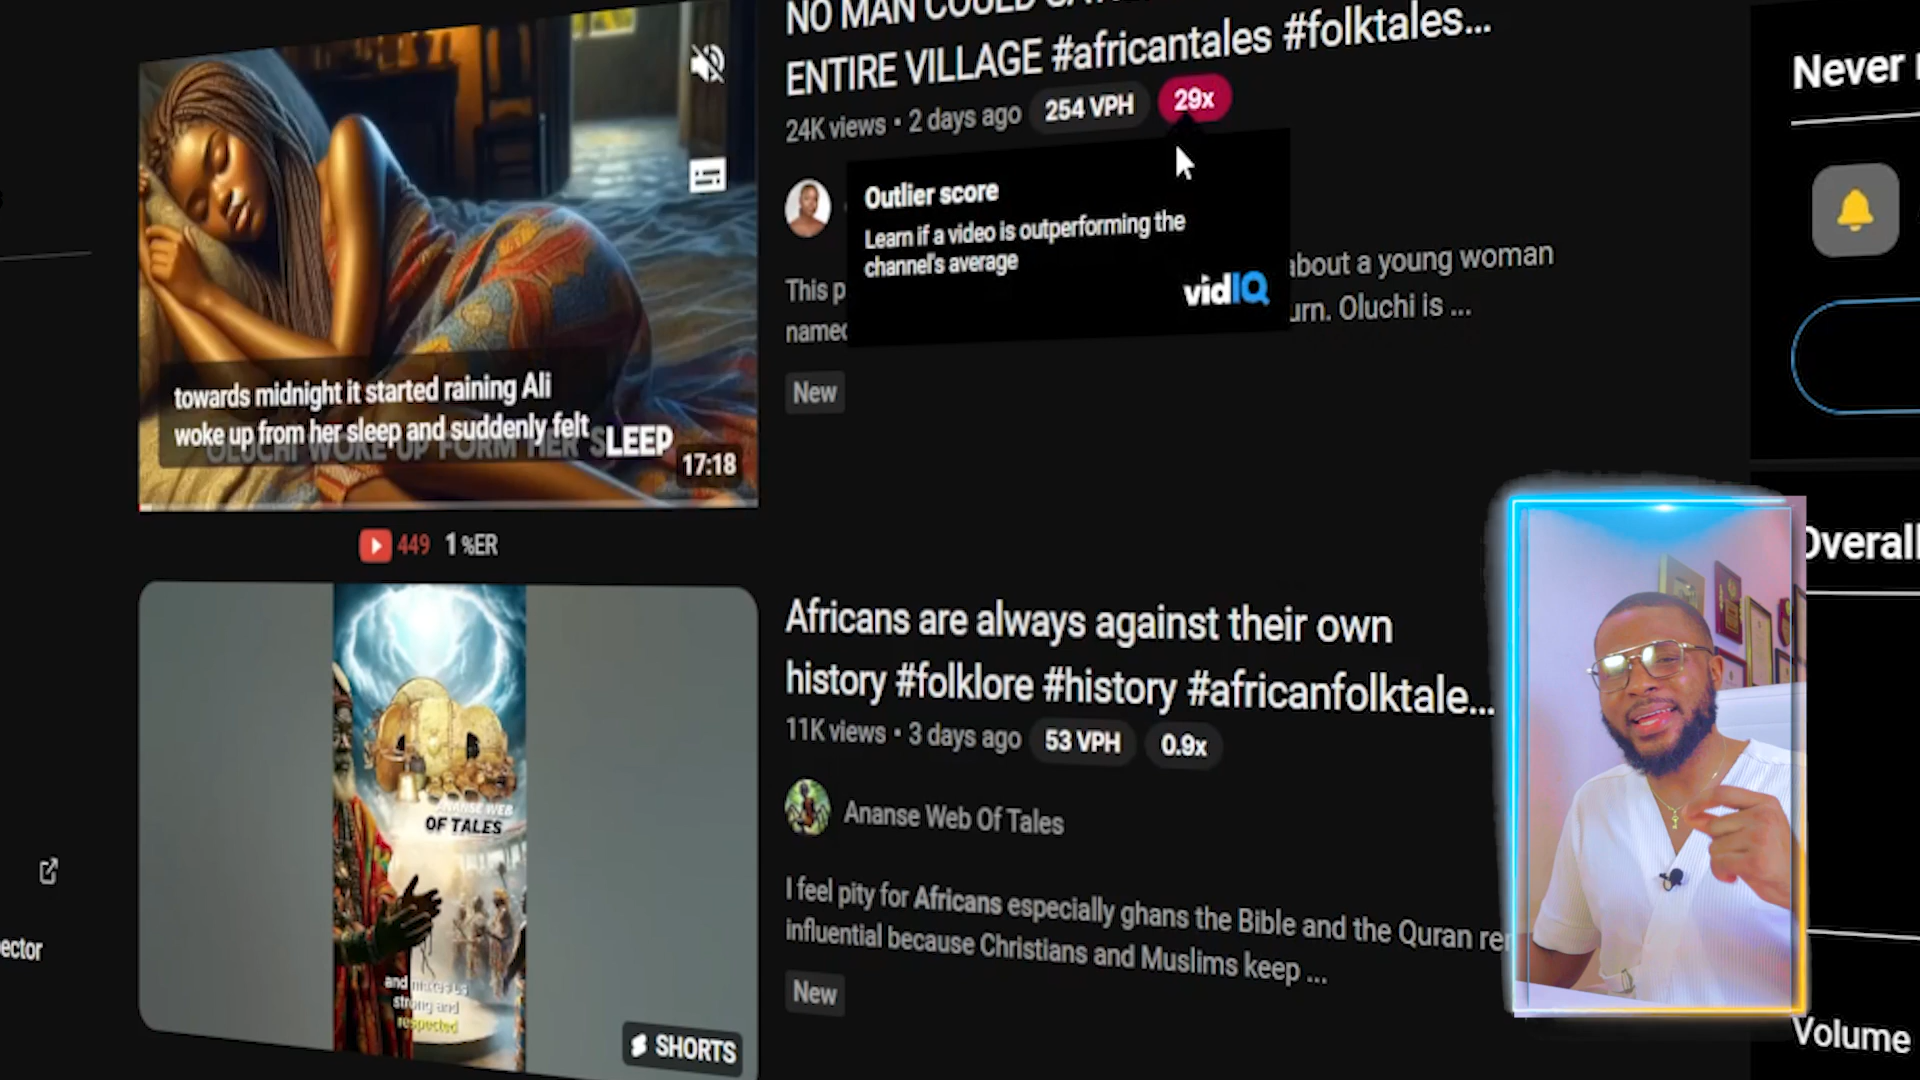 NO MAN COULD
ENTIRE VILLAGE #africantales #folktales...
24K views • 2 days ago 254 VPH 29x
Outlier score
Learn if a video is outperforming the
channel's average
vidIQ
This p
about a young woman
named
urn. Oluchi is ...
New
towards midnight it started raining Ali
woke up from her sleep and suddenly felt
OLUCHI WOKE UP FORM HER SLEEP
17:18
449 1 %ER
Africans are always against their own
history #folklore #history #africanfolktale...
11K views • 3 days ago 53 VPH 0.9x
Ananse Web Of Tales
I feel pity for Africans especially ghans the Bible and the Quran rer
influential because Christians and Muslims keep ...
New
ANANSE WEB
OF TALES
and makes us
strong and
respected
SHORTS
ector
Never
Overall
Volume